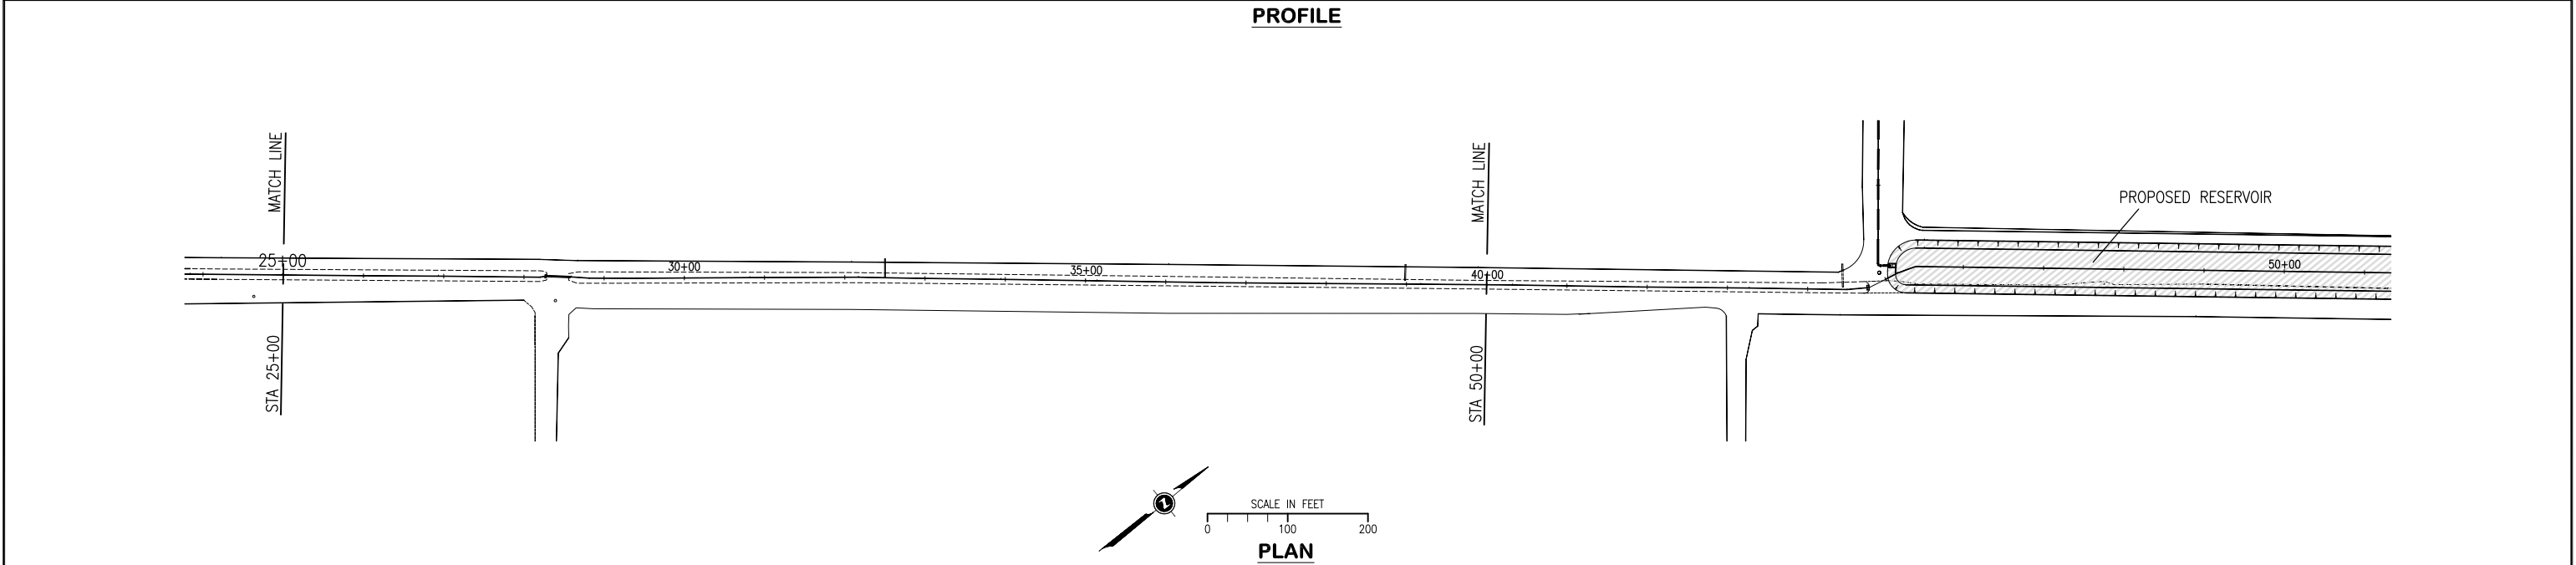 PROFILE
MATCH LINE
MATCH LINE
PROPOSED RESERVOIR
25+00
30+00
35+00
40+00
50+00
STA 25+00
STA 50+00
Z
SCALE IN FEET
0 100 200
PLAN